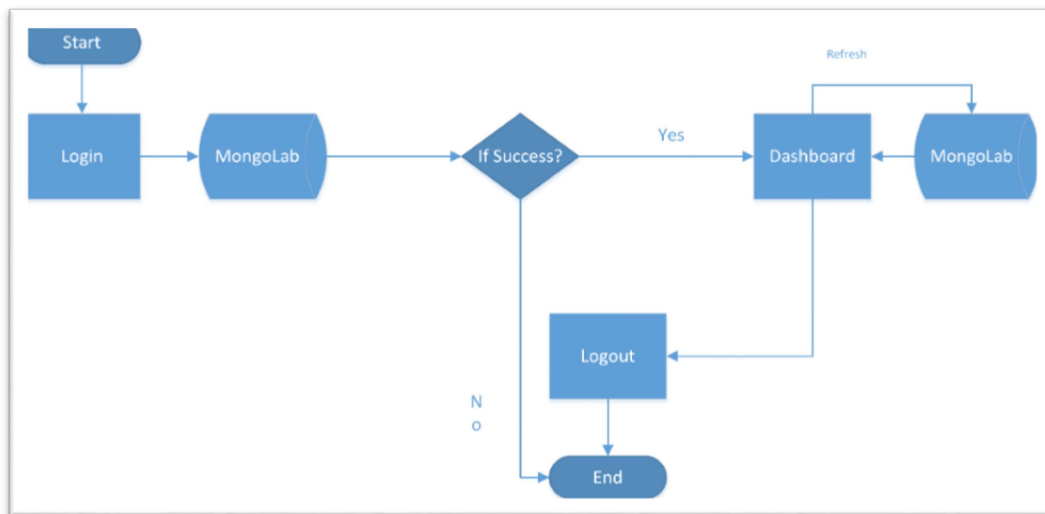 Start
Refresh
Login
MongoLab
If Success?
Yes
Dashboard
MongoLab
Logout
N
o
End